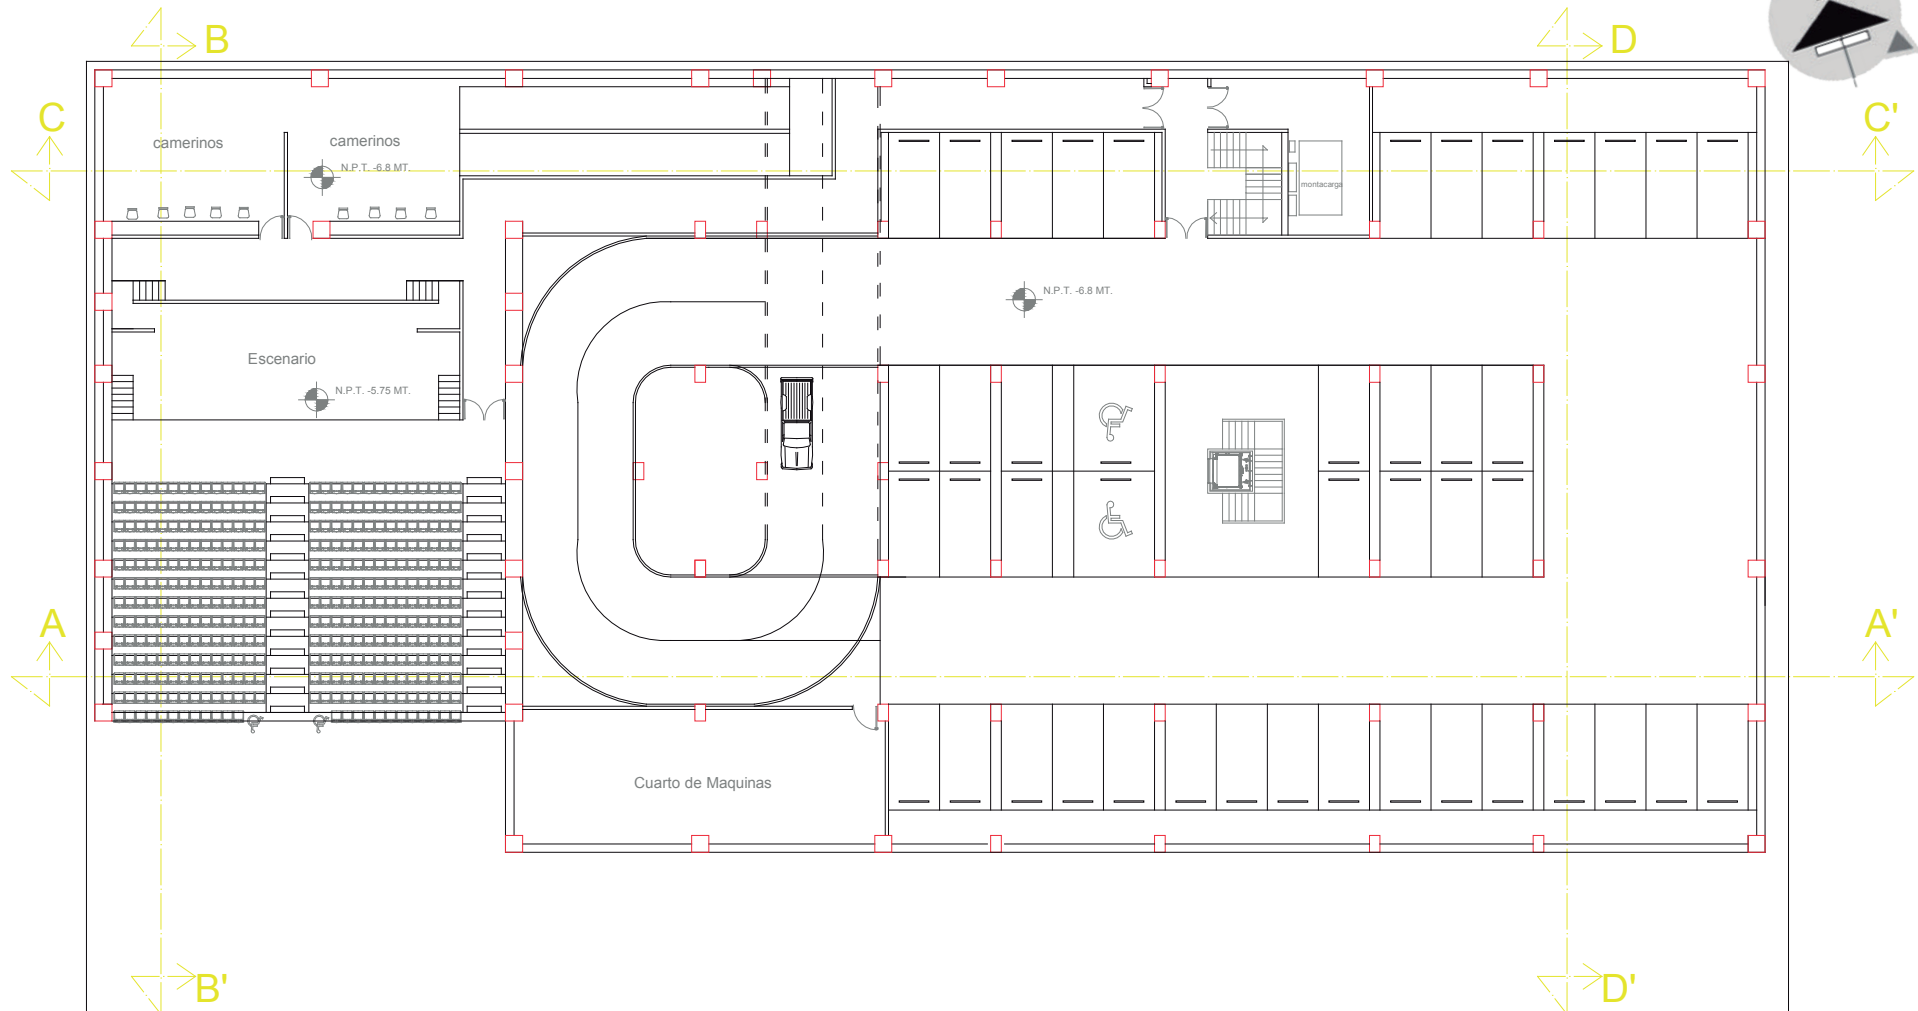 B
D
C
C'
camerinos
camerinos
N.P.T. -6.8 MT.
montacarga
N.P.T. -6.8 MT.
Escenario
N.P.T. -5.75 MT.
A
A'
Cuarto de Maquinas
B'
D'